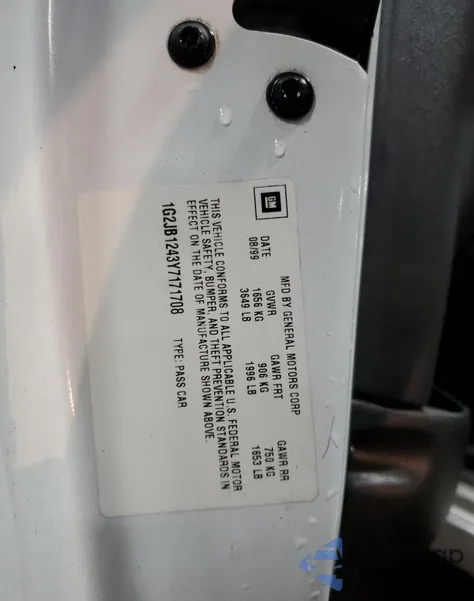 GM
MFD BY GENERAL MOTORS CORP
DATE GVWR GAWR FRT GAWR RR
08/99 1656 KG 906 KG 750 KG
3649 LB 1996 LB 1653 LB
THIS VEHICLE CONFORMS TO ALL APPLICABLE U.S. FEDERAL MOTOR
VEHICLE SAFETY, BUMPER, AND THEFT PREVENTION STANDARDS IN
EFFECT ON THE DATE OF MANUFACTURE SHOWN ABOVE.
1G2JB1243Y7171708 TYPE: PASS CAR